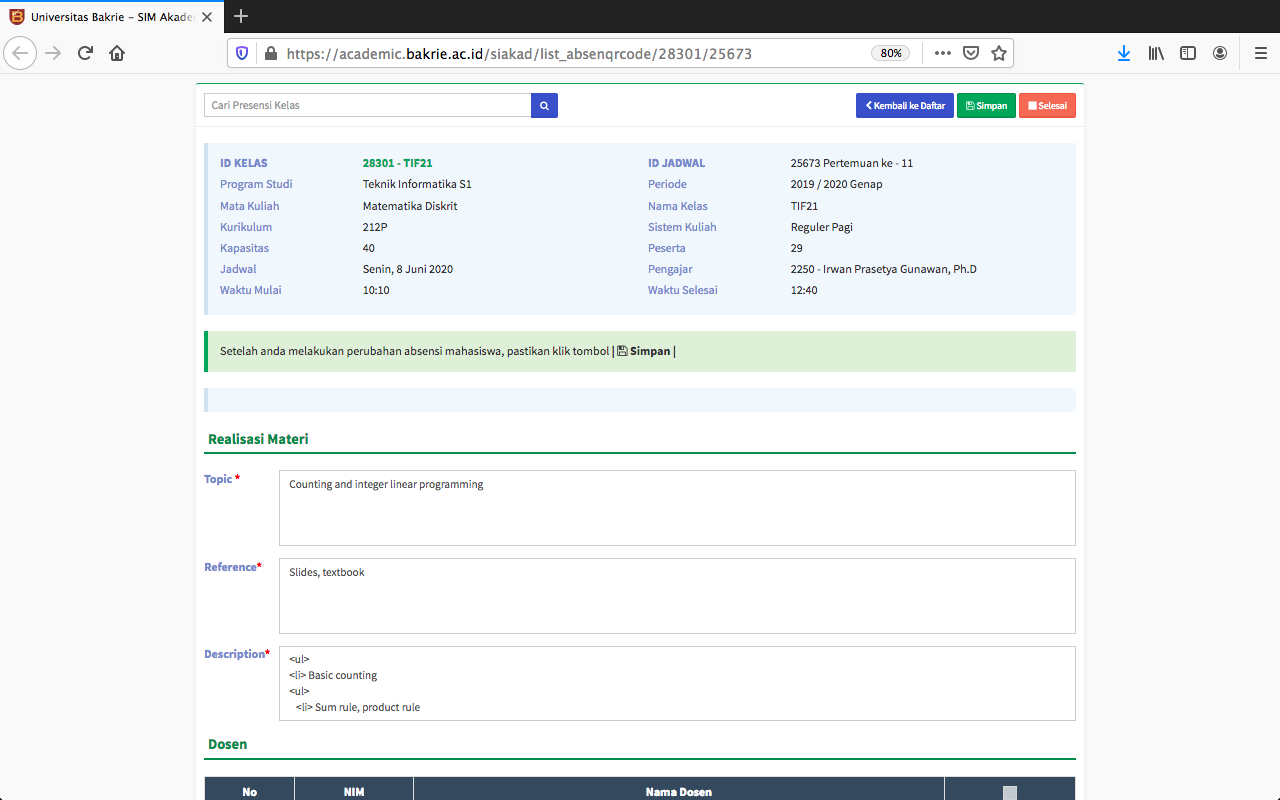 Universitas Bakrie – SIM Akade
https://academic.bakrie.ac.id/siakad/list_absenqrcode/28301/25673
80%
Cari Presensi Kelas
Kembali ke Daftar
Simpan
Selesai
ID KELAS 28301 - TIF21 ID JADWAL 25673 Pertemuan ke - 11
Program Studi Teknik Informatika S1 Periode 2019 / 2020 Genap
Mata Kuliah Matematika Diskrit Nama Kelas TIF21
Kurikulum 212P Sistem Kuliah Reguler Pagi
Kapasitas 40 Peserta 29
Jadwal Senin, 8 Juni 2020 Pengajar 2250 - Irwan Prasetya Gunawan, Ph.D
Waktu Mulai 10:10 Waktu Selesai 12:40
Setelah anda melakukan perubahan absensi mahasiswa, pastikan klik tombol | Simpan |
Realisasi Materi
Topic *
Counting and integer linear programming
Reference*
Slides, textbook
Description*
<ul>
<li> Basic counting
<ul>
<li> Sum rule, product rule
Dosen
No NIM Nama Dosen